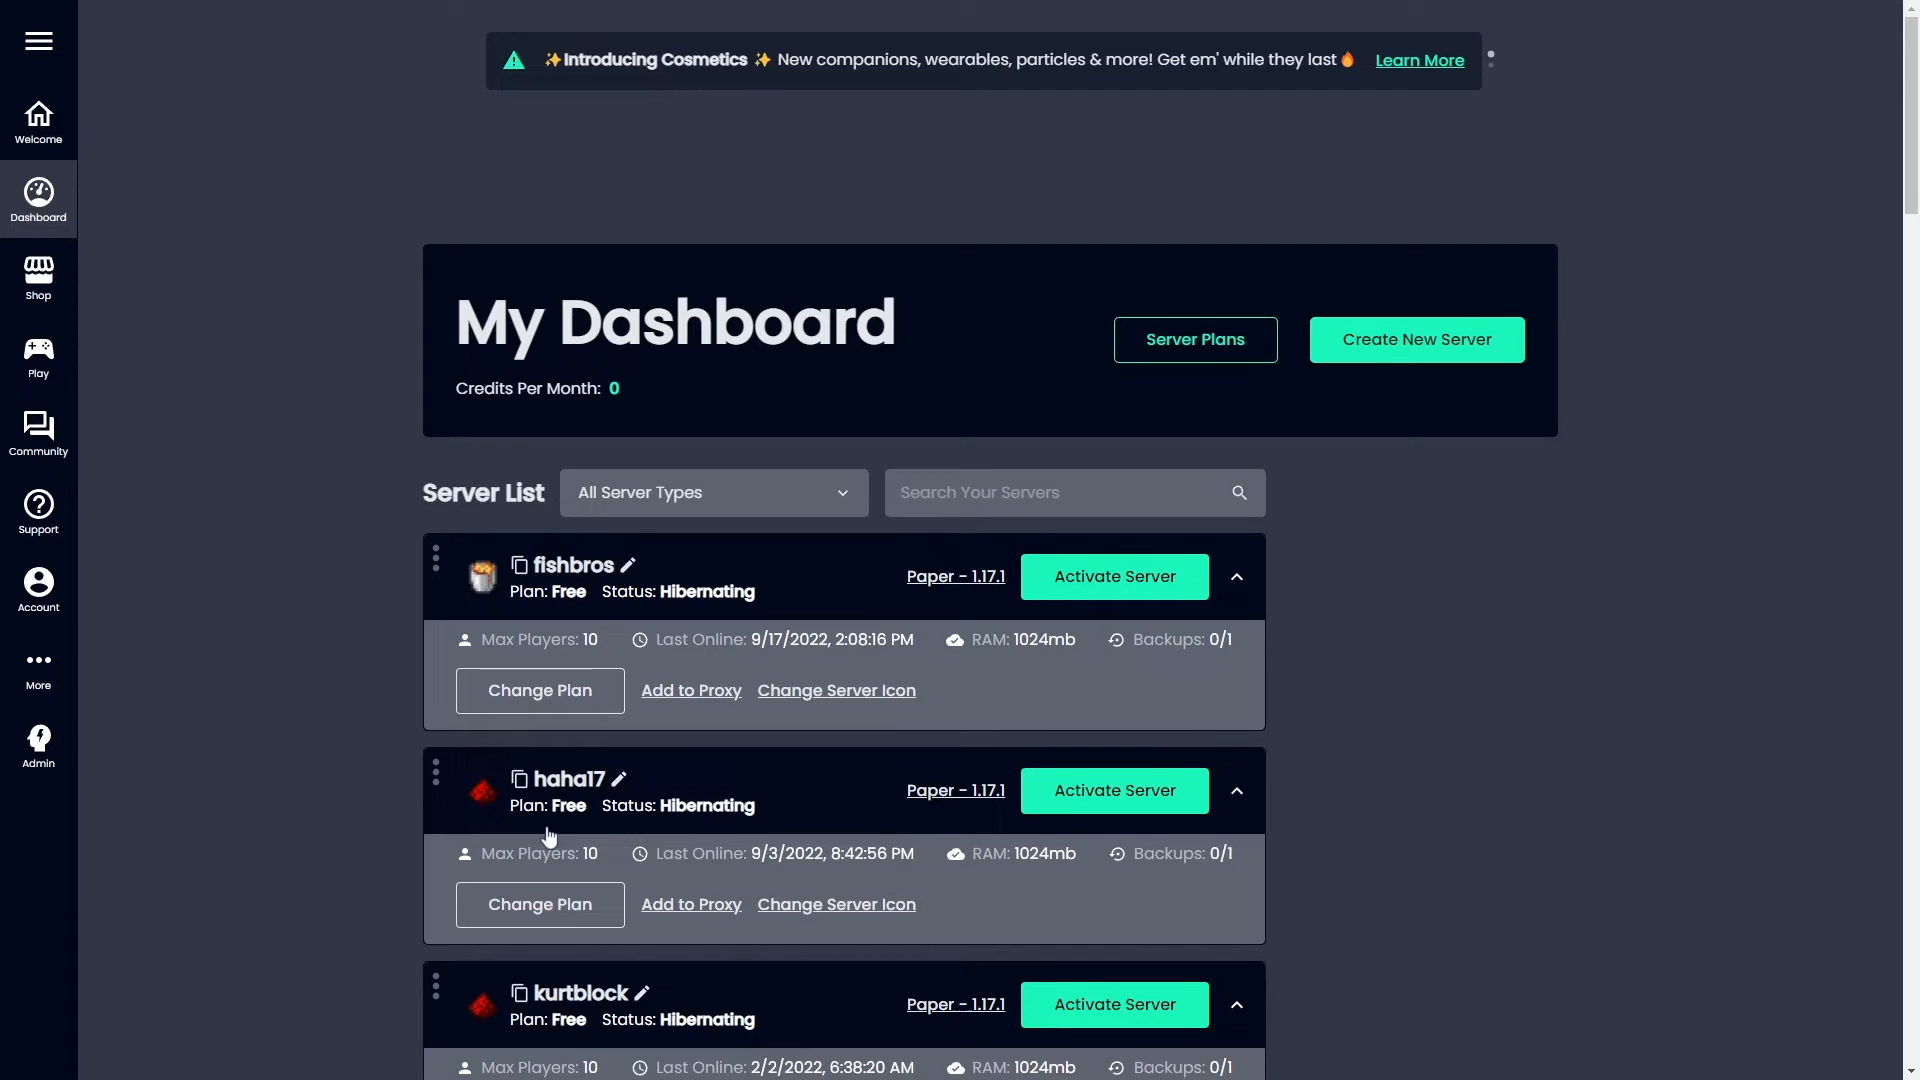 ✨Introducing Cosmetics ✨ New companions, wearables, particles & more! Get em' while they last🔥 Learn More
Welcome
Dashboard
Shop
Play
Community
Support
Account
More
Admin
My Dashboard
Credits Per Month: 0
Server Plans
Create New Server
Server List
All Server Types
Search Your Servers
fishbros
Plan: Free Status: Hibernating
Paper - 1.17.1
Activate Server
Max Players: 10 Last Online: 9/17/2022, 2:08:16 PM RAM: 1024mb Backups: 0/1
Change Plan Add to Proxy Change Server Icon
haha17
Plan: Free Status: Hibernating
Paper - 1.17.1
Activate Server
Max Players: 10 Last Online: 9/3/2022, 8:42:56 PM RAM: 1024mb Backups: 0/1
Change Plan Add to Proxy Change Server Icon
kurtblock
Plan: Free Status: Hibernating
Paper - 1.17.1
Activate Server
Max Players: 10 Last Online: 2/2/2022, 6:38:20 AM RAM: 1024mb Backups: 0/1